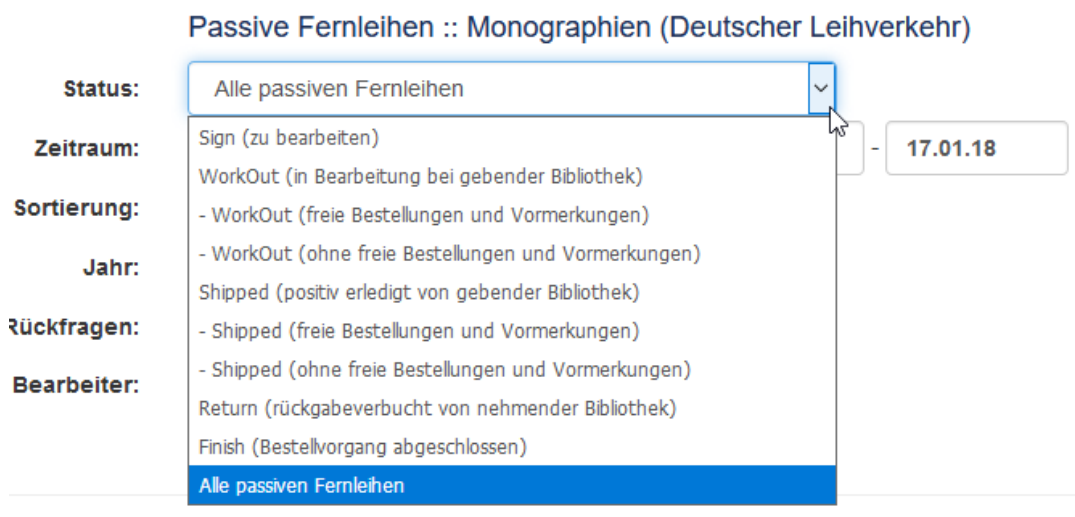 Passive Fernleihen :: Monographien (Deutscher Leihverkehr)
Status: Alle passiven Fernleihen
Zeitraum: - 17.01.18
Sortierung:
Jahr:
Rückfragen:
Bearbeiter:
Sign (zu bearbeiten)
WorkOut (in Bearbeitung bei gebender Bibliothek)
- WorkOut (freie Bestellungen und Vormerkungen)
- WorkOut (ohne freie Bestellungen und Vormerkungen)
Shipped (positiv erledigt von gebender Bibliothek)
- Shipped (freie Bestellungen und Vormerkungen)
- Shipped (ohne freie Bestellungen und Vormerkungen)
Return (rückgabeverbucht von nehmender Bibliothek)
Finish (Bestellvorgang abgeschlossen)
Alle passiven Fernleihen